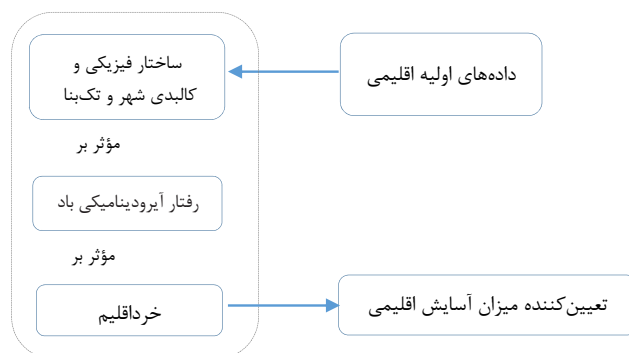 داده‌های اولیه اقلیمی
ساختار فیزیکی و
کالبدی شهر و تک‌بنا
مؤثر بر
رفتار آیرودینامیکی باد
مؤثر بر
خرداقلیم
تعیین‌کننده میزان آسایش اقلیمی